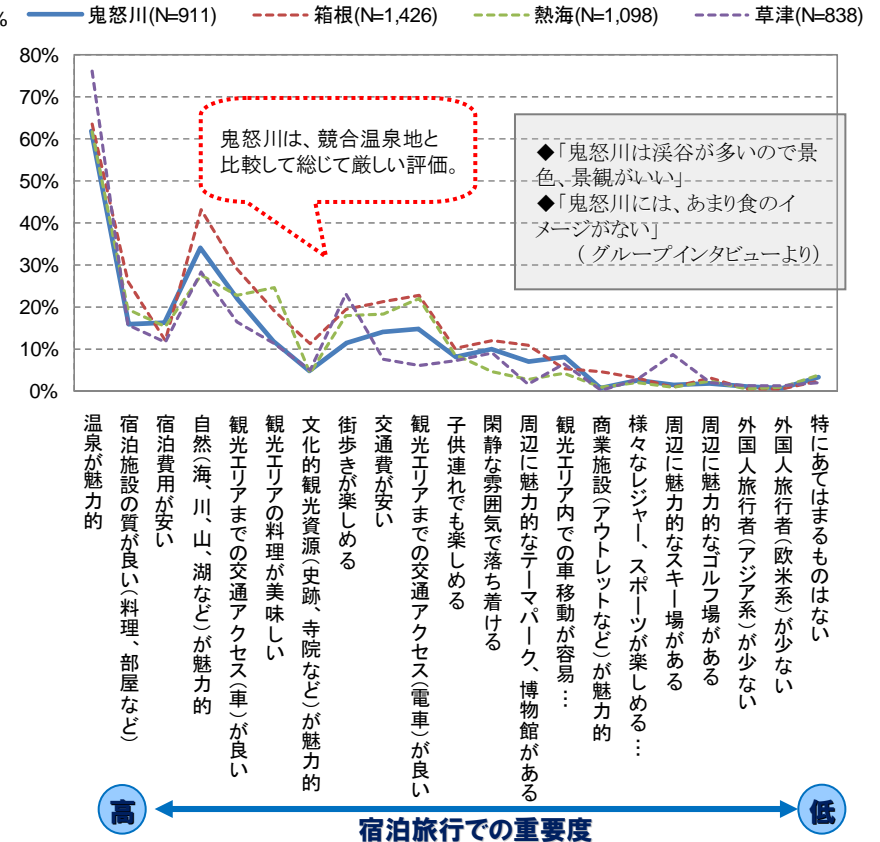 %
鬼怒川(N=911)
箱根(N=1,426)
熱海(N=1,098)
草津(N=838)
80%
70%
60%
50%
40%
30%
20%
10%
0%
鬼怒川は、競合温泉地と
比較して総じて厳しい評価。
◆「鬼怒川は渓谷が多いので景
色、景観がいい」
◆「鬼怒川には、あまり食のイ
メージがない」
（グループインタビューより）
温泉が魅力的
宿泊施設の質が良い(料理、部屋など)
宿泊費用が安い
自然(海、川、山、湖など)が魅力的
観光エリアまでの交通アクセス(車)が良い
観光エリアの料理が美味しい
文化的観光資源(史跡、寺院など)が魅力的
街歩きが楽しめる
交通費が安い
観光エリアまでの交通アクセス(電車)が良い
子供連れでも楽しめる
閑静な雰囲気で落ち着ける
周辺に魅力的なテーマパーク、博物館がある
観光エリア内での車移動が容易…
商業施設(アウトレットなど)が魅力的
様々なレジャー、スポーツが楽しめる…
周辺に魅力的なスキー場がある
周辺に魅力的なゴルフ場がある
外国人旅行者(アジア系)が少ない
外国人旅行者(欧米系)が少ない
特にあてはまるものはない
高
低
宿泊旅行での重要度